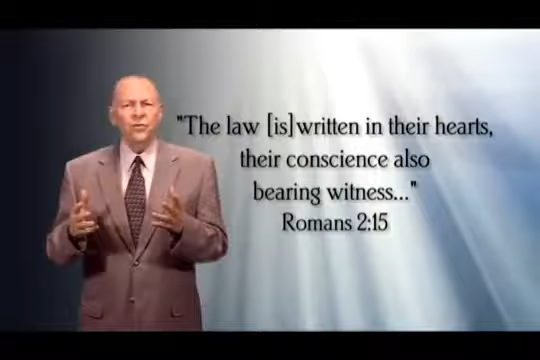 "The law [is]written in their hearts,
their conscience also
bearing witness..."
Romans 2:15